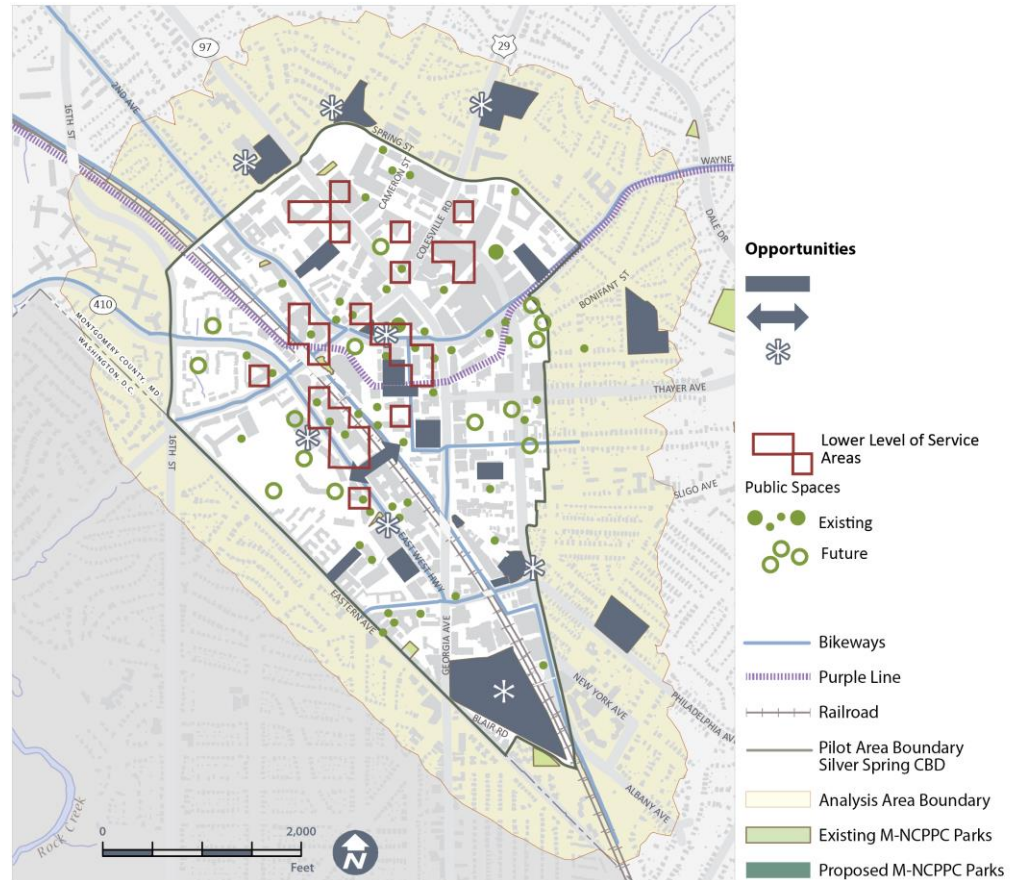 97
29
2ND AVE
16TH ST
SPRING ST
CAMERON ST
COLESVILLE RD
WAYNE
DALE DR
BONIFANT ST
410
MONTGOMERY COUNTY, MD
WASHINGTON, D.C.
THAYER AVE
16TH ST
SLIGO AVE
EAST WEST HWY
EASTERN AVE
GEORGIA AVE
NEW YORK AVE
PHILADELPHIA AVE
BLAIR RD
ALBANY AVE
Rock Creek
0
2,000
Feet
N
Opportunities
Lower Level of Service
Areas
Public Spaces
Existing
Future
Bikeways
Purple Line
Railroad
Pilot Area Boundary
Silver Spring CBD
Analysis Area Boundary
Existing M-NCPPC Parks
Proposed M-NCPPC Parks